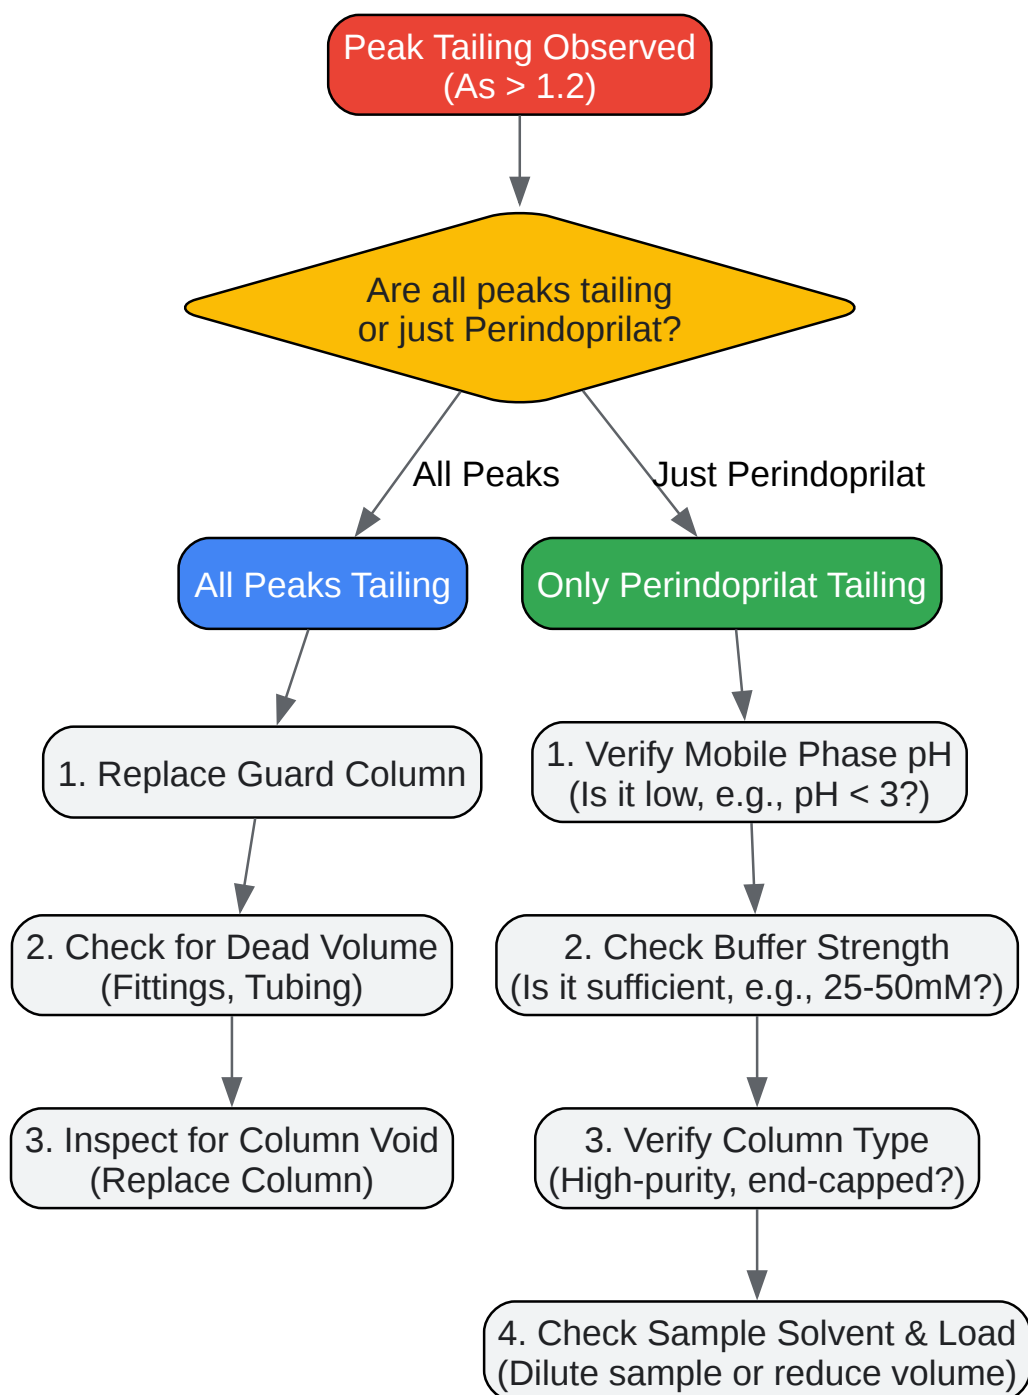 Peak Tailing Observed
(As > 1.2)
Are all peaks tailing
or just Perindoprilat?
All Peaks
Just Perindoprilat
All Peaks Tailing
Only Perindoprilat Tailing
1. Replace Guard Column
1. Verify Mobile Phase pH
(Is it low, e.g., pH < 3?)
2. Check for Dead Volume
(Fittings, Tubing)
2. Check Buffer Strength
(Is it sufficient, e.g., 25-50mM?)
3. Inspect for Column Void
(Replace Column)
3. Verify Column Type
(High-purity, end-capped?)
4. Check Sample Solvent & Load
(Dilute sample or reduce volume)